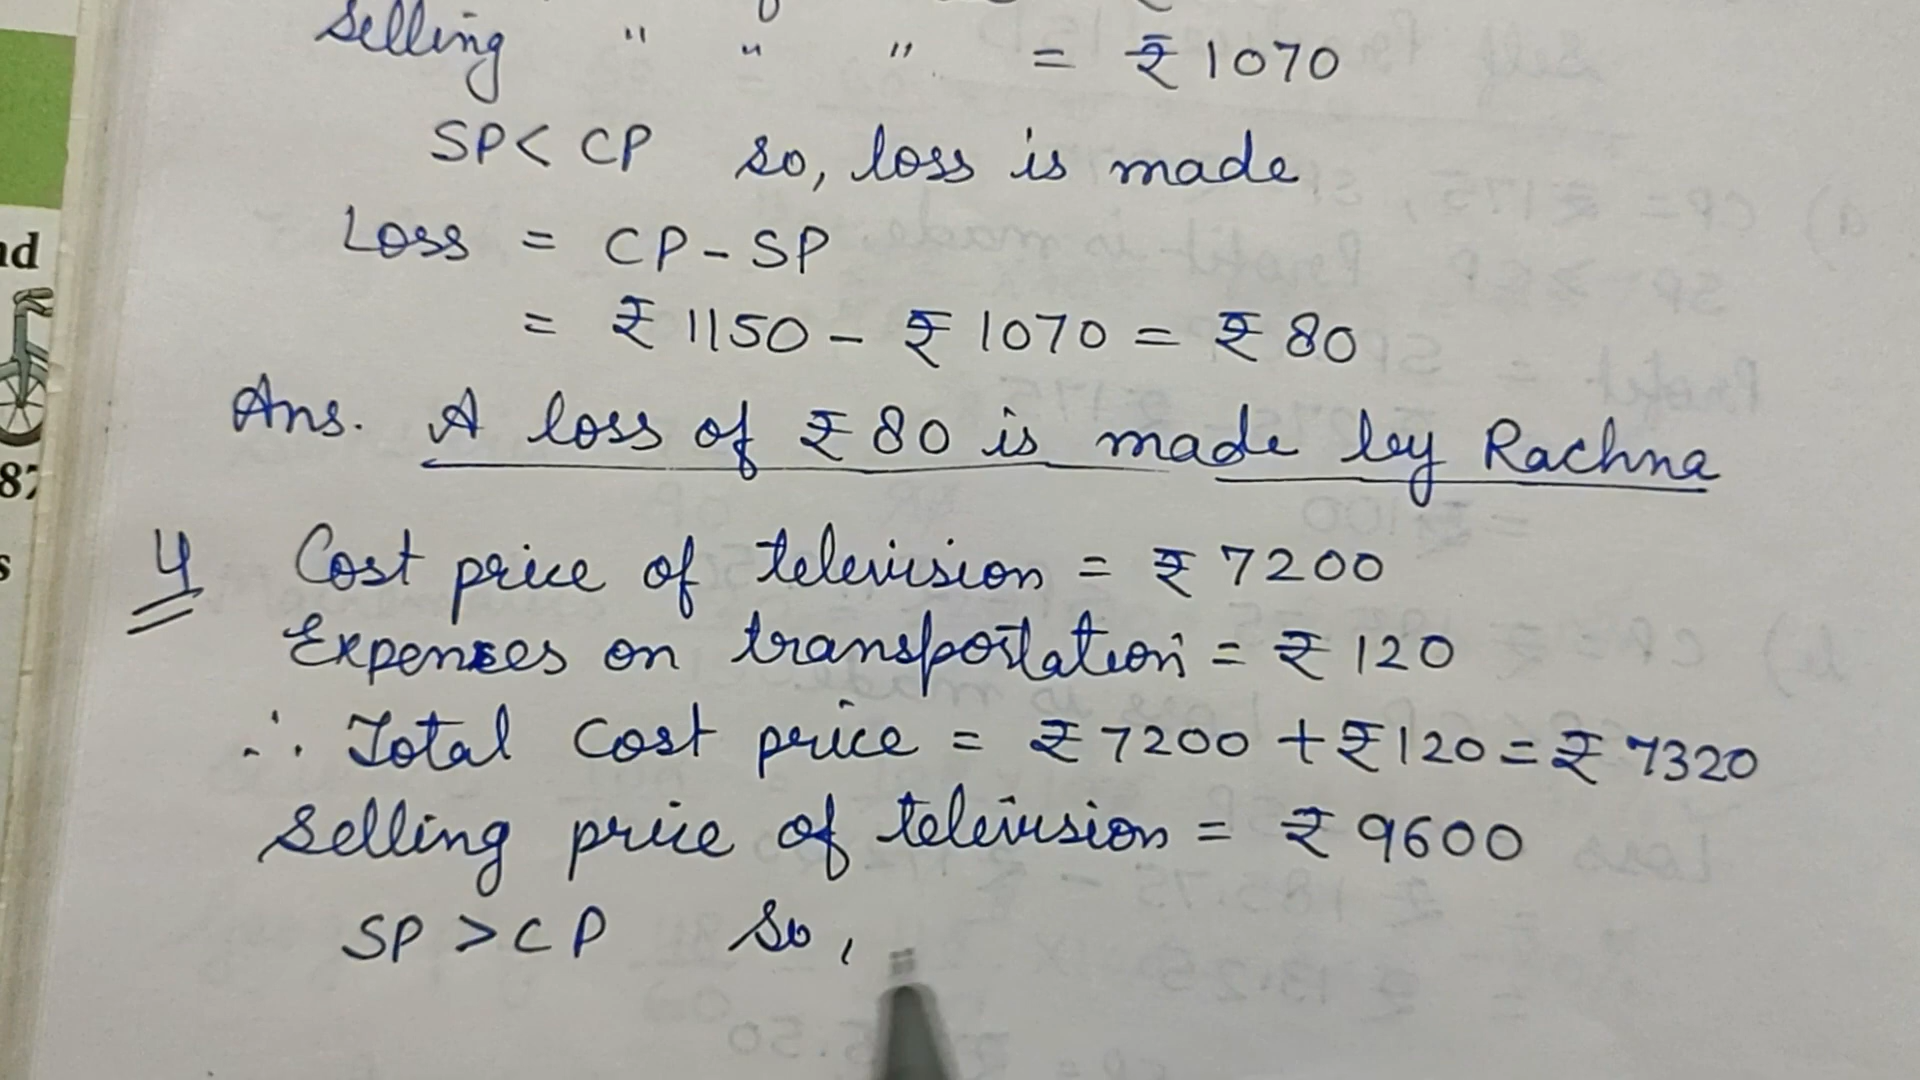 Selling " " " = ₹ 1070
SP < CP so, loss is made
Loss = CP - SP
= ₹ 1150 - ₹ 1070 = ₹ 80
Ans. A loss of ₹ 80 is made by Rachna
4 Cost price of television = ₹ 7200
Expenses on transportation = ₹ 120
∴ Total cost price = ₹ 7200 + ₹ 120 = ₹ 7320
Selling price of television = ₹ 9600
SP > CP So,
nd
87
s